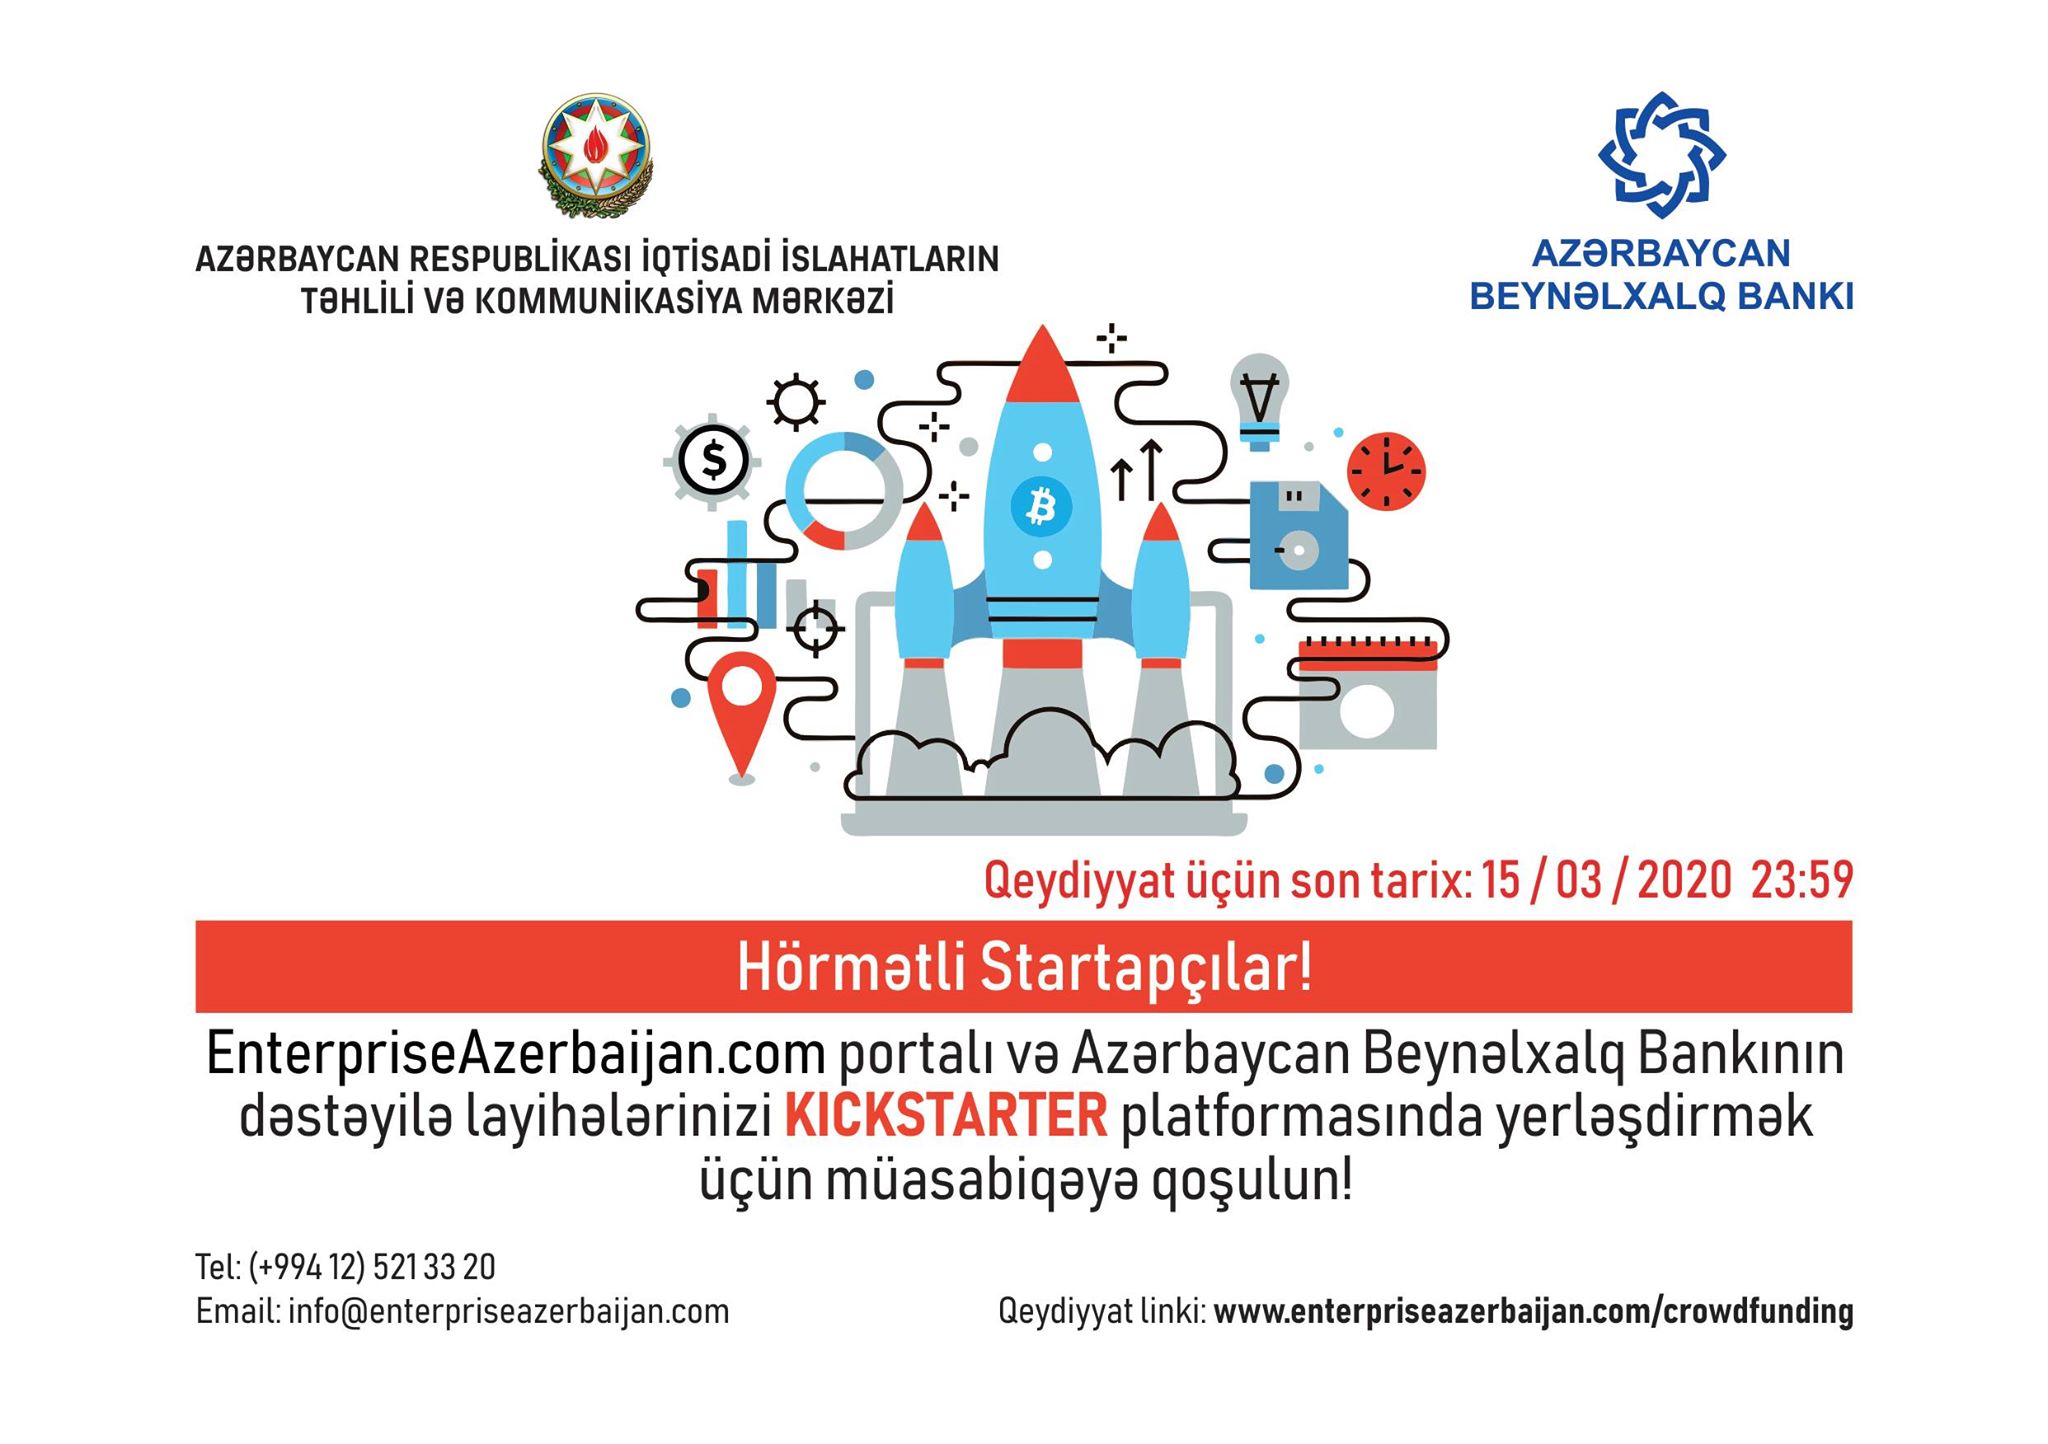 AZƏRBAYCAN RESPUBLİKASI İQTİSADİ İSLAHATLARIN
TƏHLİLİ VƏ KOMMUNİKASİYA MƏRKƏZİ
AZƏRBAYCAN
BEYNƏLXALQ BANKI
$
Qeydiyyat üçün son tarix: 15 / 03 / 2020 23:59
Hörmətli Startapçılar!
EnterpriseAzerbaijan.com portalı və Azərbaycan Beynəlxalq Bankının
dəstəyilə layihələrinizi KICKSTARTER platformasında yerləşdirmək
üçün müasabiqəyə qoşulun!
Tel: (+994 12) 521 33 20
Email: info@enterpriseazerbaijan.com
Qeydiyyat linki: www.enterpriseazerbaijan.com/crowdfunding